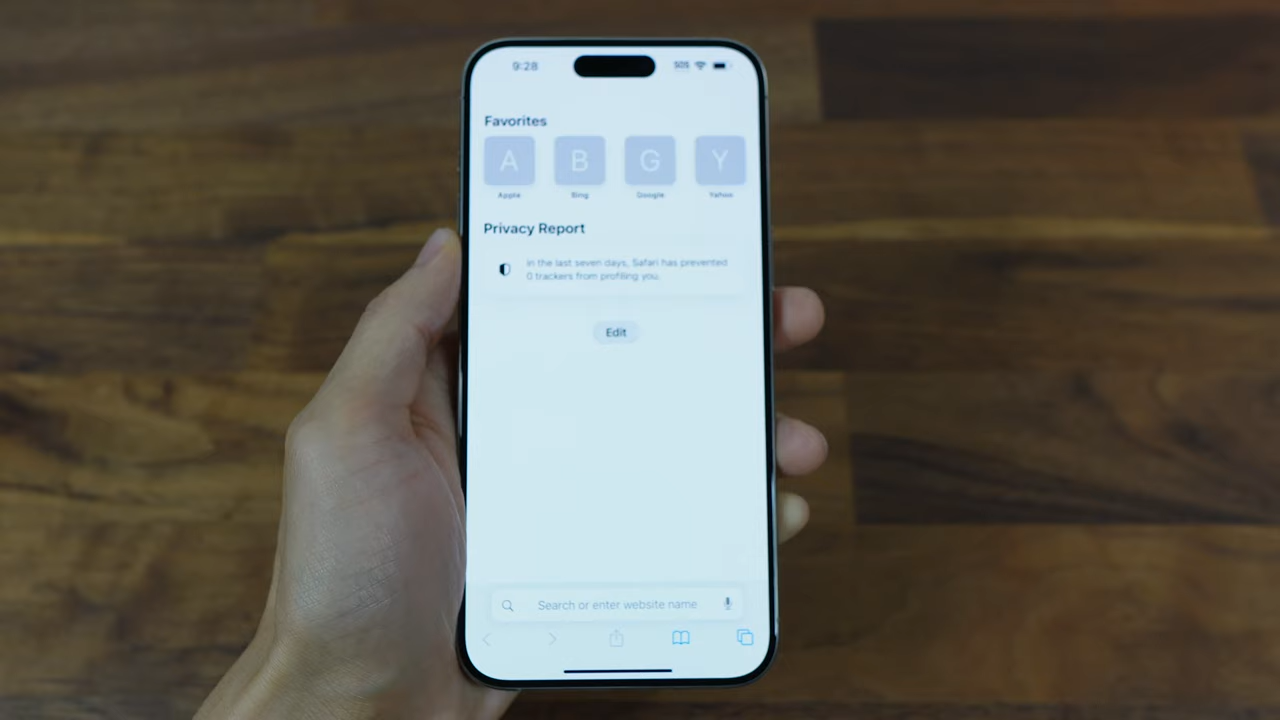 9:28 SOS
Favorites
A B G Y
Apple Bing Google Yahoo
Privacy Report
In the last seven days, Safari has prevented
0 trackers from profiling you.
Edit
Search or enter website name